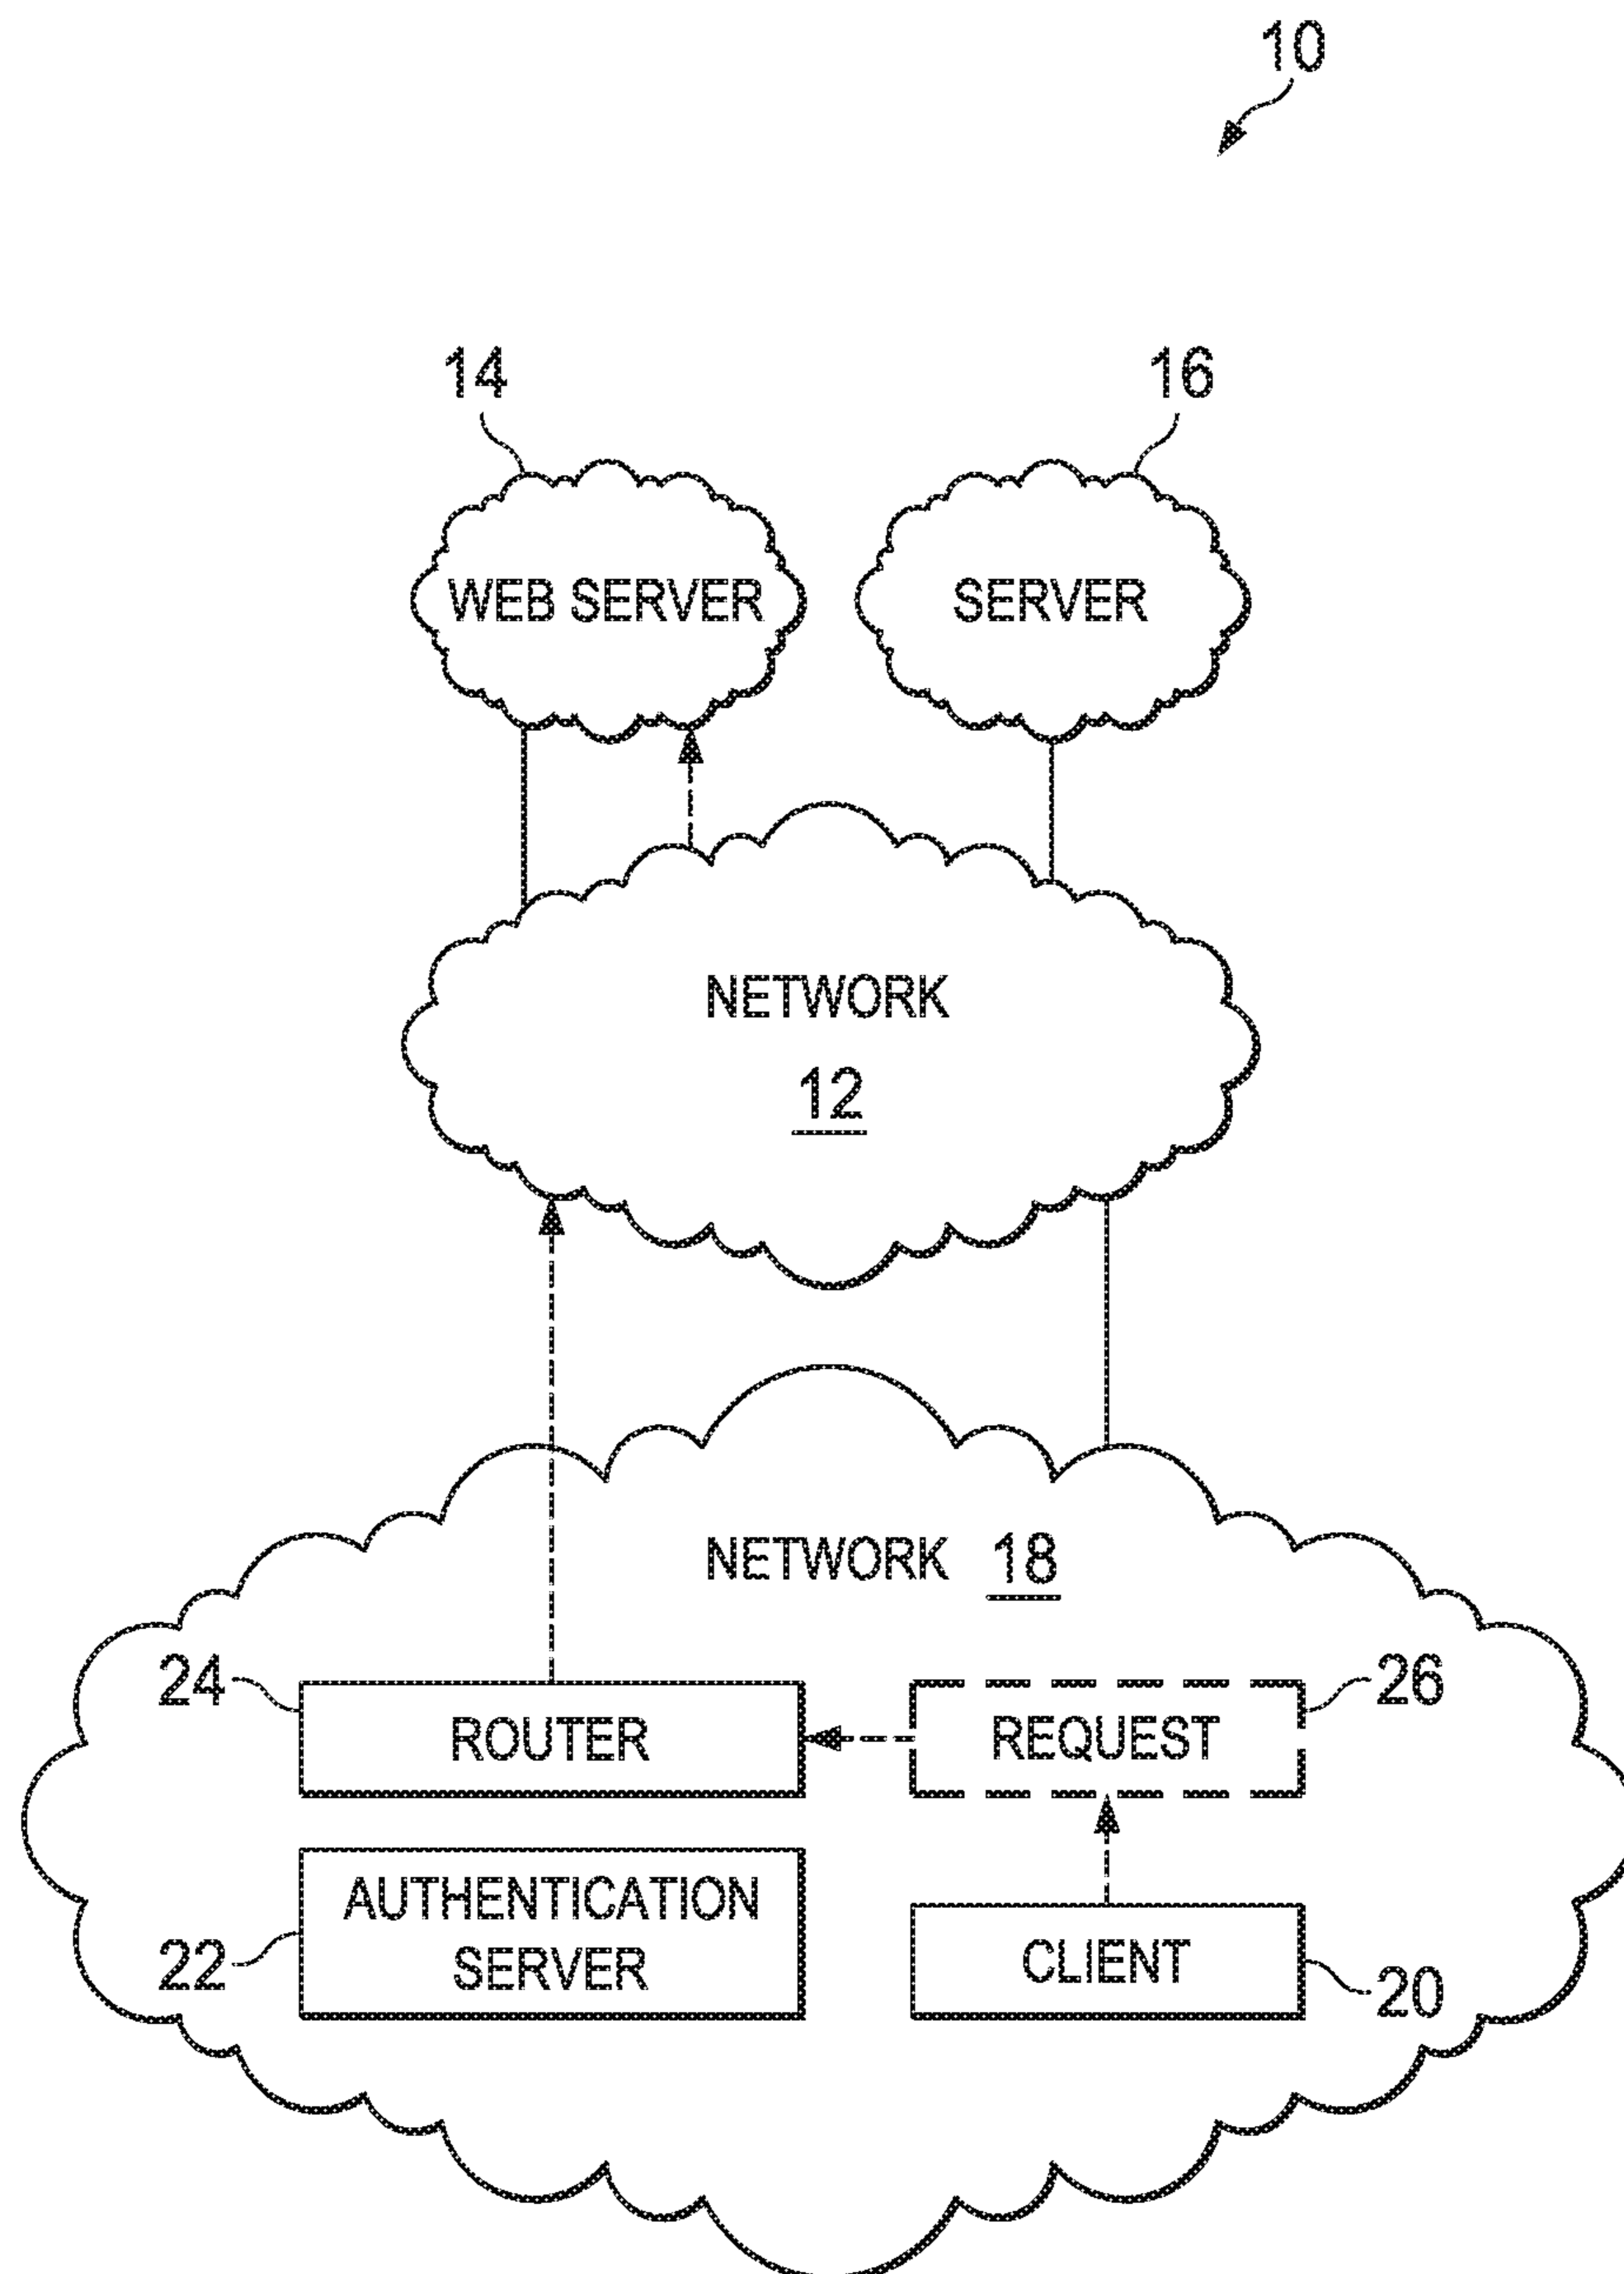 10
14
16
WEB SERVER
SERVER
NETWORK
12
NETWORK 18
24
ROUTER
REQUEST
26
AUTHENTICATION
SERVER
22
CLIENT
20